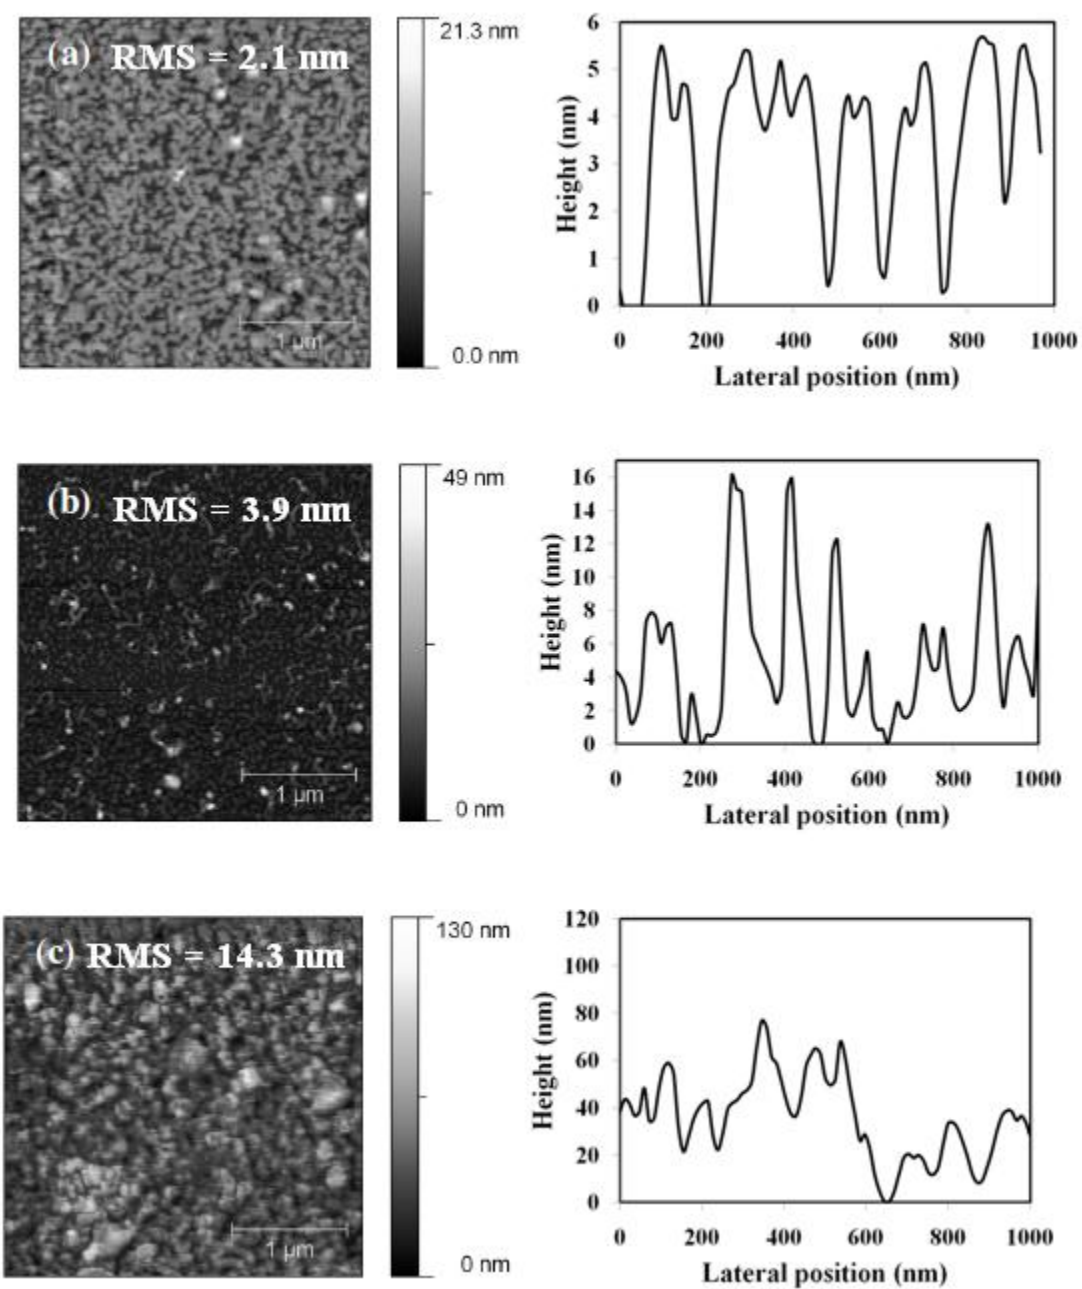 (a) RMS = 2.1 nm
21.3 nm
0.0 nm
1 µm
6
5
4
3
2
1
0
Height (nm)
0 200 400 600 800 1000
Lateral position (nm)
(b) RMS = 3.9 nm
49 nm
0 nm
1 µm
16
14
12
10
8
6
4
2
0
Height (nm)
0 200 400 600 800 1000
Lateral position (nm)
(c) RMS = 14.3 nm
130 nm
0 nm
1 µm
120
100
80
60
40
20
0
Height (nm)
0 200 400 600 800 1000
Lateral position (nm)